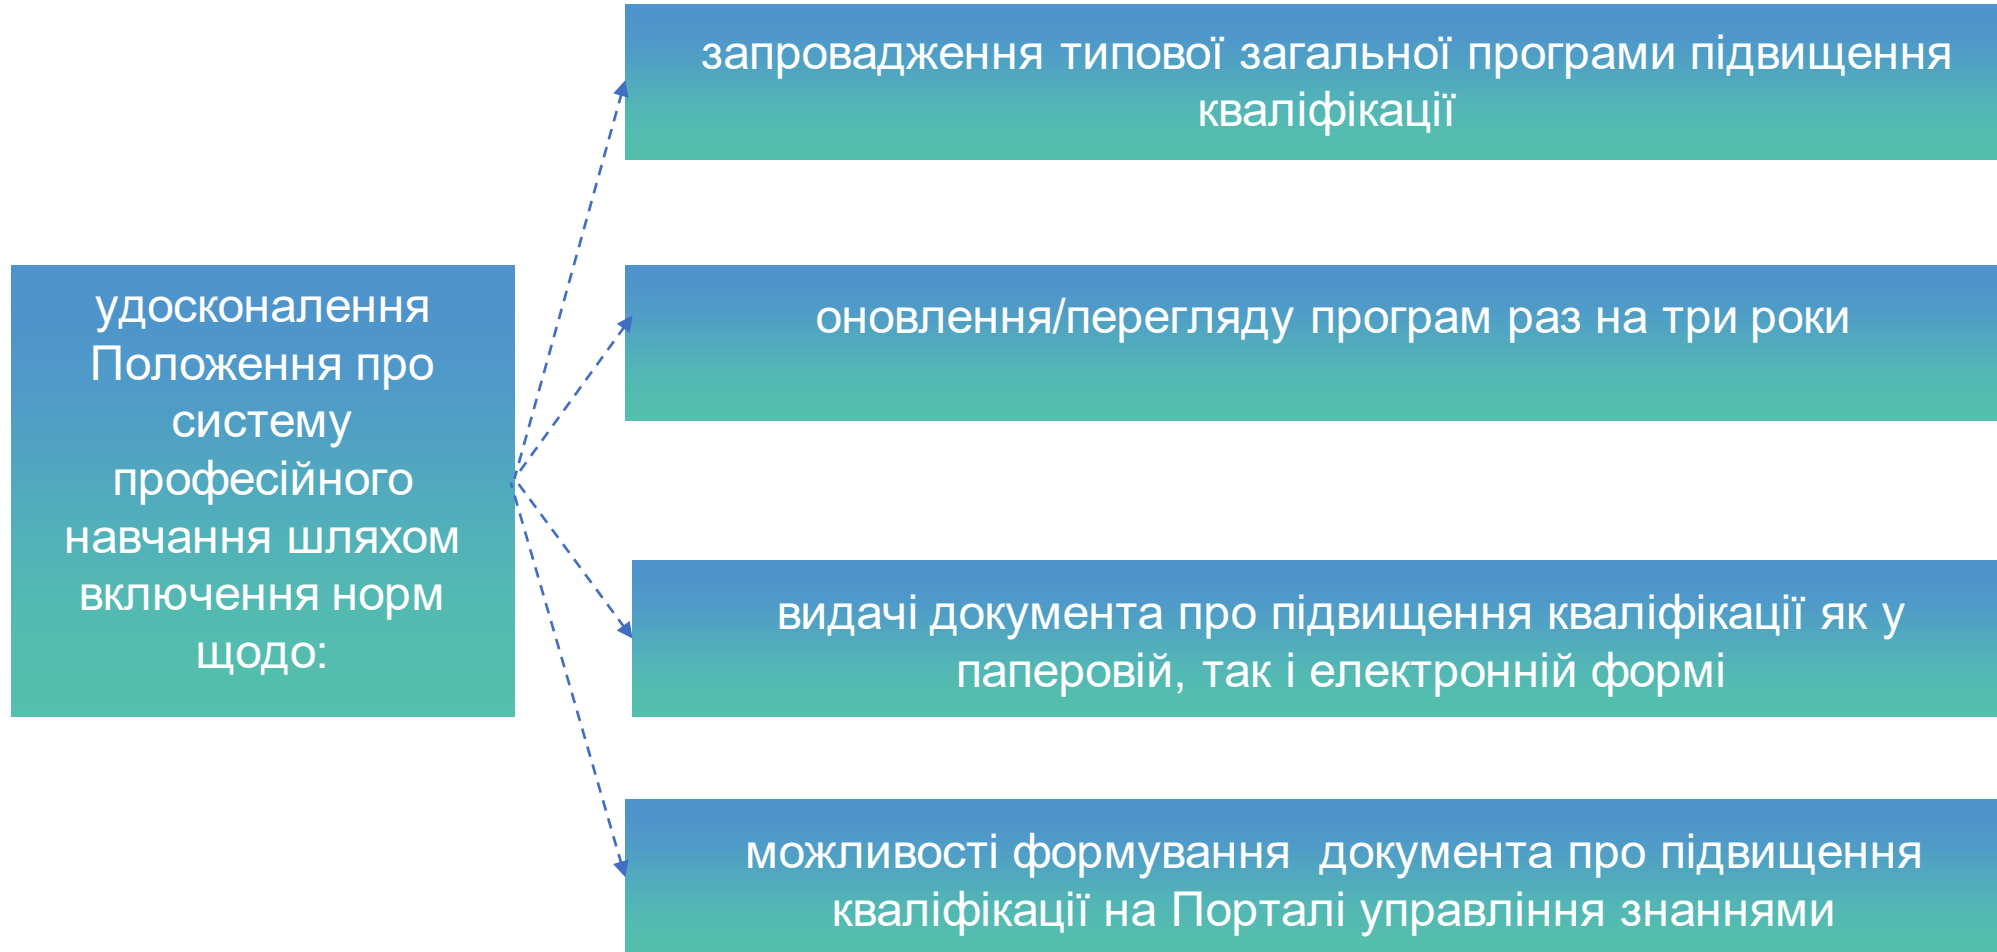 удосконалення
Положення про
систему
професійного
навчання шляхом
включення норм
щодо:
запровадження типової загальної програми підвищення
кваліфікації
оновлення/перегляду програм раз на три роки
видачі документа про підвищення кваліфікації як у
паперовій, так і електронній формі
можливості формування  документа про підвищення
кваліфікації на Порталі управління знаннями